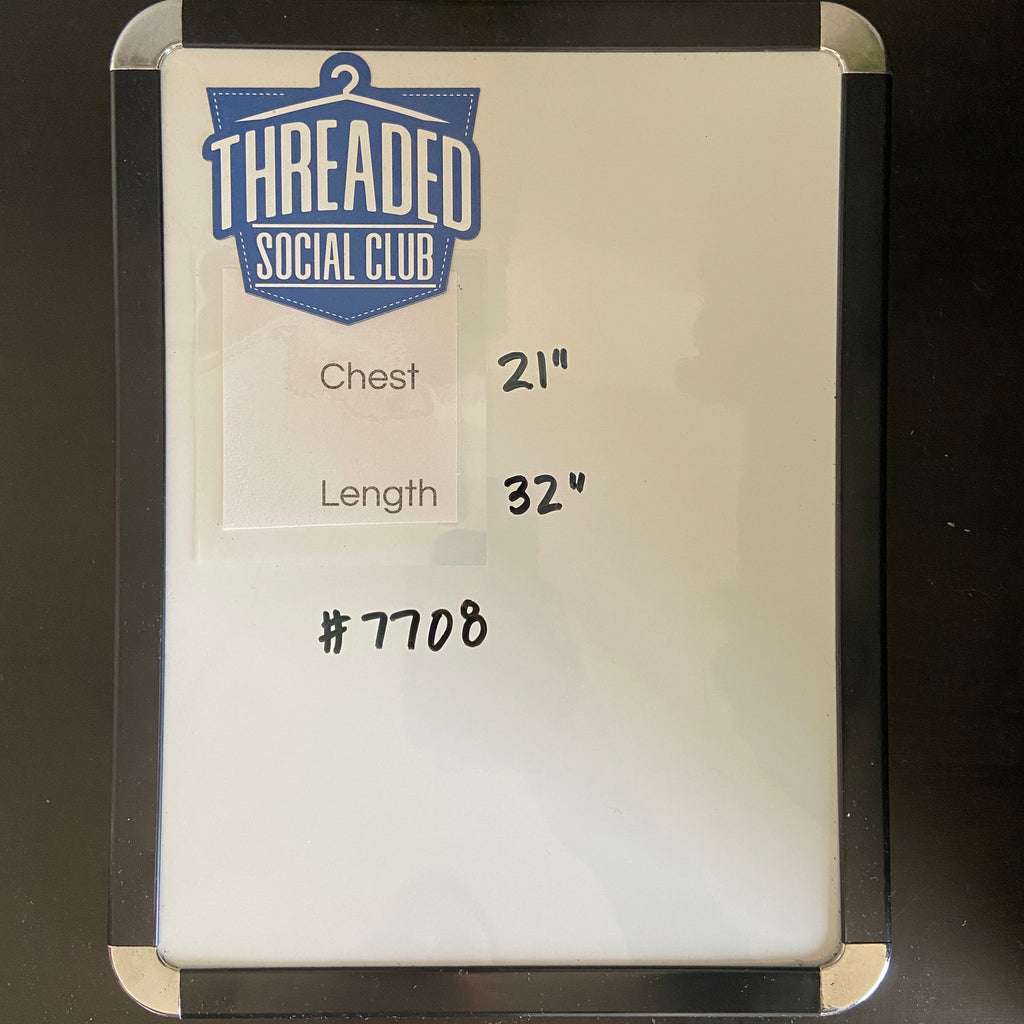 THREADED
SOCIAL CLUB
Chest 21"
Length 32"
#7708